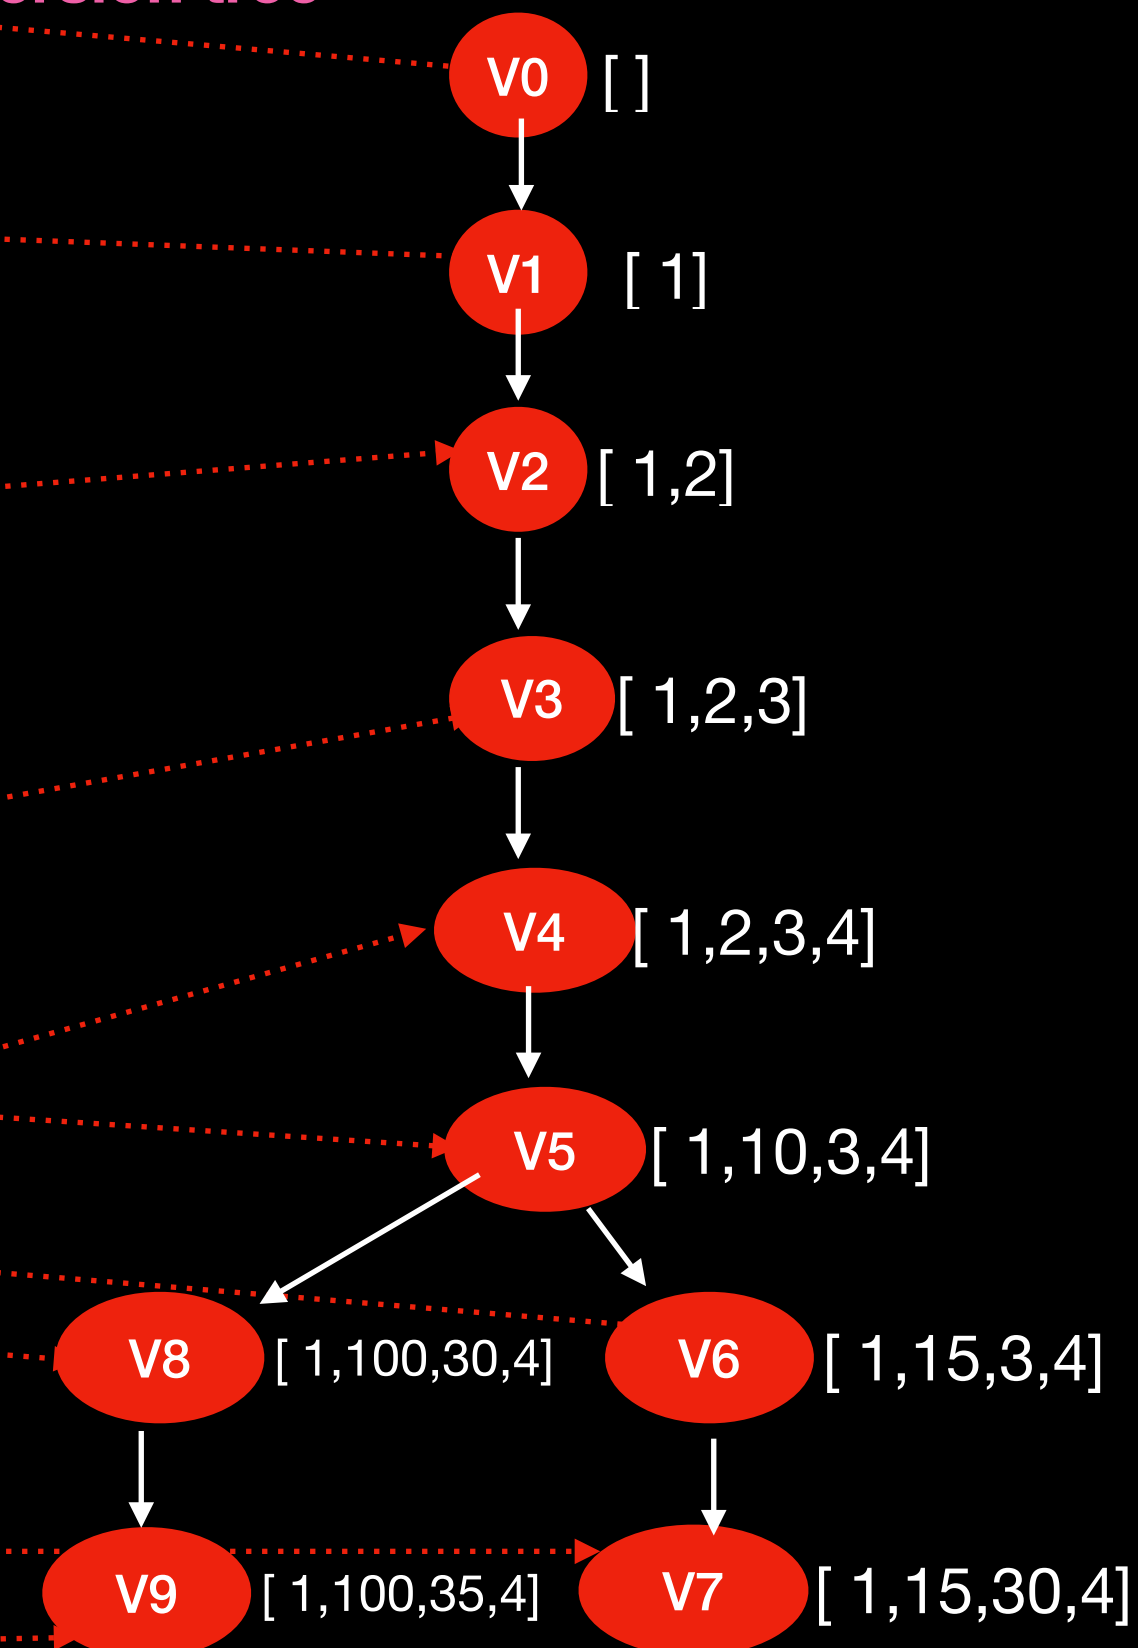 V0 [ ]
V1 [ 1]
V2 [ 1,2]
V3 [ 1,2,3]
V4 [ 1,2,3,4]
V5 [ 1,10,3,4]
V8 [ 1,100,30,4] V6 [ 1,15,3,4]
V9 [ 1,100,35,4] V7 [ 1,15,30,4]